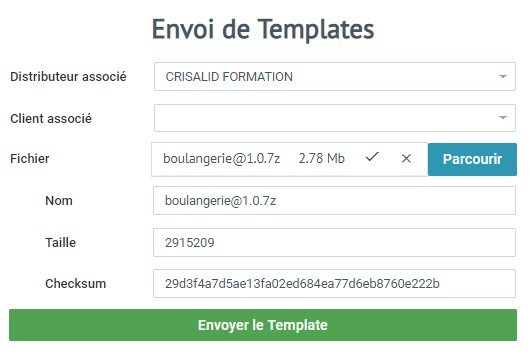 Envoi de Templates
Distributeur associé CRISALID FORMATION
Client associé
Fichier boulangerie@1.0.7z 2.78 Mb Parcourir
Nom boulangerie@1.0.7z
Taille 2915209
Checksum 29d3f4a7d5ae13fa02ed684ea77d6eb8760e222b
Envoyer le Template